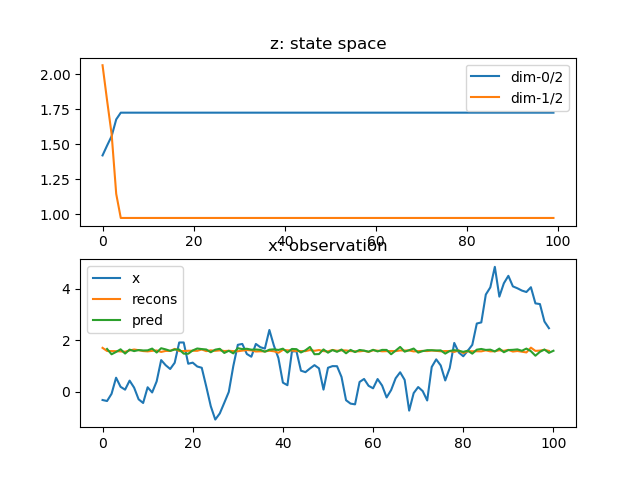 z: state space
2.00
1.75
1.50
1.25
1.00
dim-0/2
dim-1/2
0 20 40 60 80 100
x: observation
4
2
0
x
recons
pred
0 20 40 60 80 100